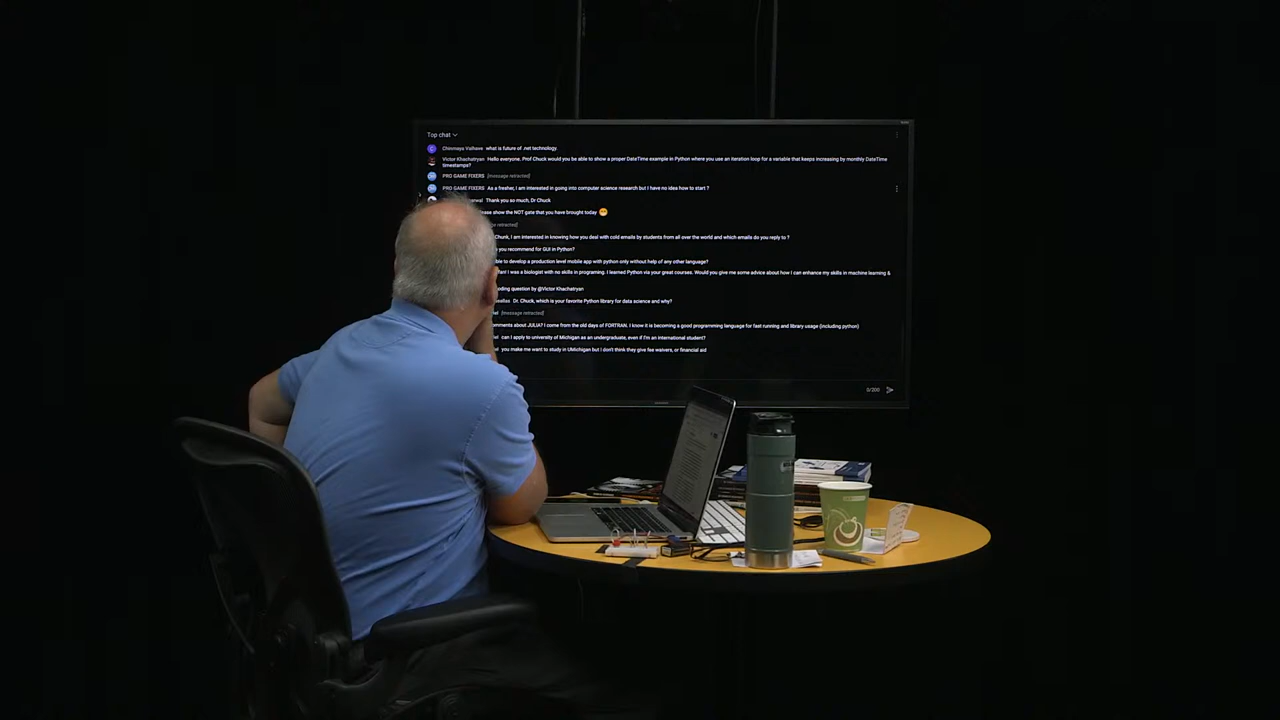 Top chat
Chinmaya Valhave what is future of .net technology.
Victor Khachatryan Hello everyone, Prof Chuck would you be able to show a proper DateTime example in Python where you use an iteration loop for a variable that keeps increasing by monthly DateTime
timestamps?
PRO GAME FIXERS [message retracted]
PRO GAME FIXERS As a fresher, I am interested in going into computer science research but I have no idea how to start ?
Thank you so much, Dr Chuck
show the NOT gate that you have brought today
retracted]
Chunk, I am interested in knowing how you deal with cold emails by students from all over the world and which emails do you reply to ?
you recommend for GUI in Python?
to develop a production level mobile app with python only without help of any other language?
I was a biologist with no skills in programing. I learned Python via your great courses. Would you give me some advice about how I can enhance my skills in machine learning &
question by @Victor Khachatryan
Dr. Chuck, which is your favorite Python library for data science and why?
[message retracted]
about JULIA? I come from the old days of FORTRAN. I know it is becoming a good programming language for fast running and library usage (including python)
can I apply to university of Michigan as an undergraduate, even if I'm an international student?
you make me want to study in UMichigan but I don't think they give fee waivers, or financial aid
0/200